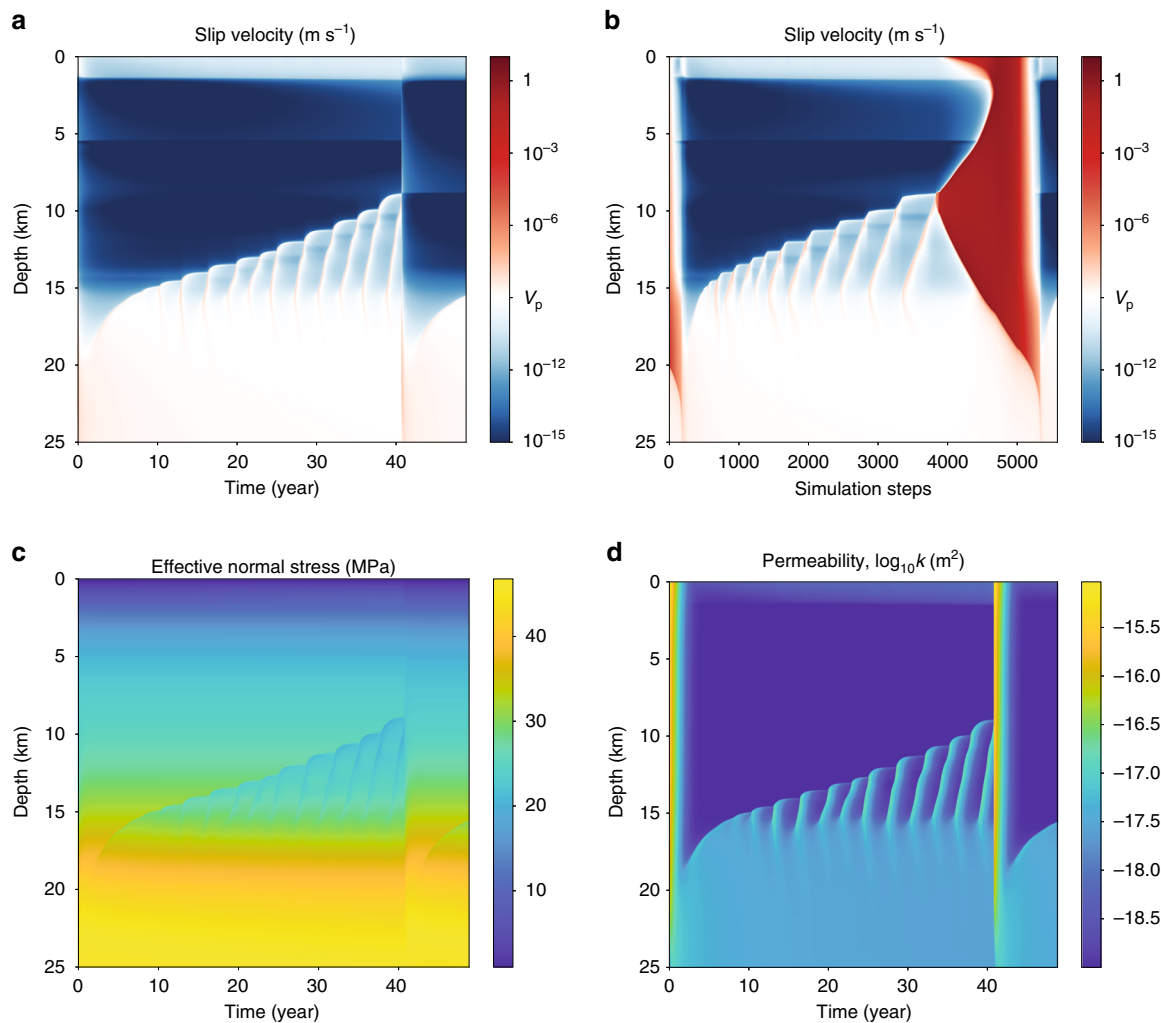 a
Slip velocity (m s⁻¹)
0
5
10
15
20
25
Depth (km)
0 10 20 30 40
Time (year)
1
10⁻³
10⁻⁶
Vₚ
10⁻¹²
10⁻¹⁵
b
Slip velocity (m s⁻¹)
0
5
10
15
20
25
Depth (km)
0 1000 2000 3000 4000 5000
Simulation steps
1
10⁻³
10⁻⁶
Vₚ
10⁻¹²
10⁻¹⁵
c
Effective normal stress (MPa)
0
5
10
15
20
25
Depth (km)
0 10 20 30 40
Time (year)
40
30
20
10
d
Permeability, log₁₀k (m²)
0
5
10
15
20
25
Depth (km)
0 10 20 30 40
Time (year)
−15.5
−16.0
−16.5
−17.0
−17.5
−18.0
−18.5